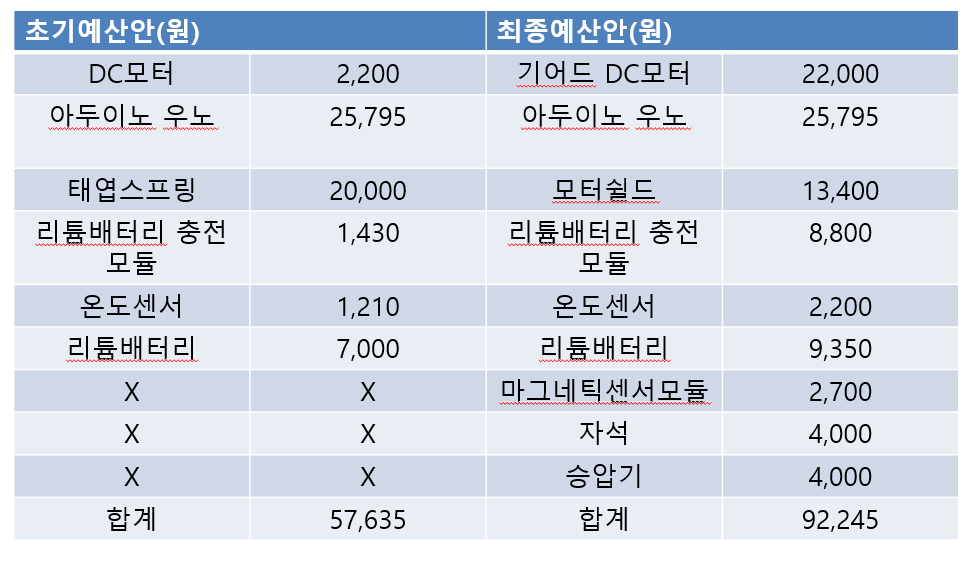 초기예산안(원) 최종예산안(원)
DC모터 2,200 기어드 DC모터 22,000
아두이노 우노 25,795 아두이노 우노 25,795
태엽스프링 20,000 모터쉴드 13,400
리튬배터리 충전 1,430 리튬배터리 충전 8,800
모듈 모듈
온도센서 1,210 온도센서 2,200
리튬배터리 7,000 리튬배터리 9,350
X X 마그네틱센서모듈 2,700
X X 자석 4,000
X X 승압기 4,000
합계 57,635 합계 92,245